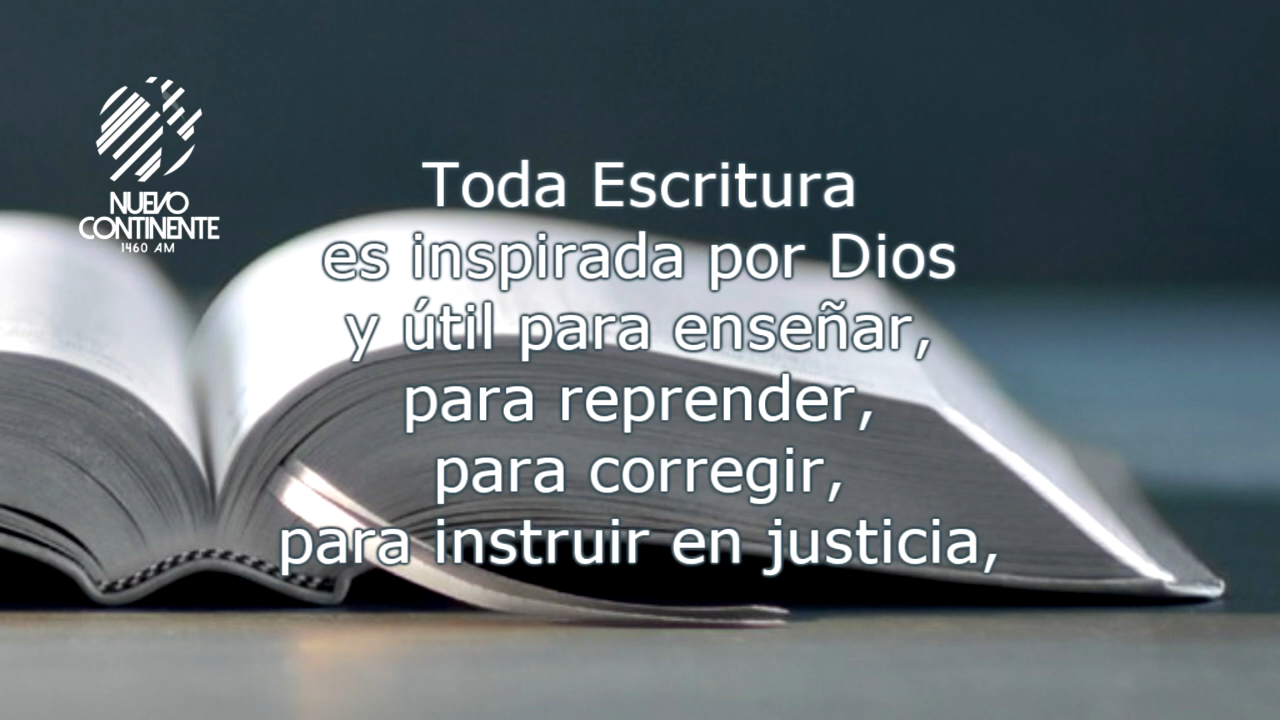 NUEVO
CONTINENTE
1460 AM
Toda Escritura
es inspirada por Dios
y útil para enseñar,
para reprender,
para corregir,
para instruir en justicia,